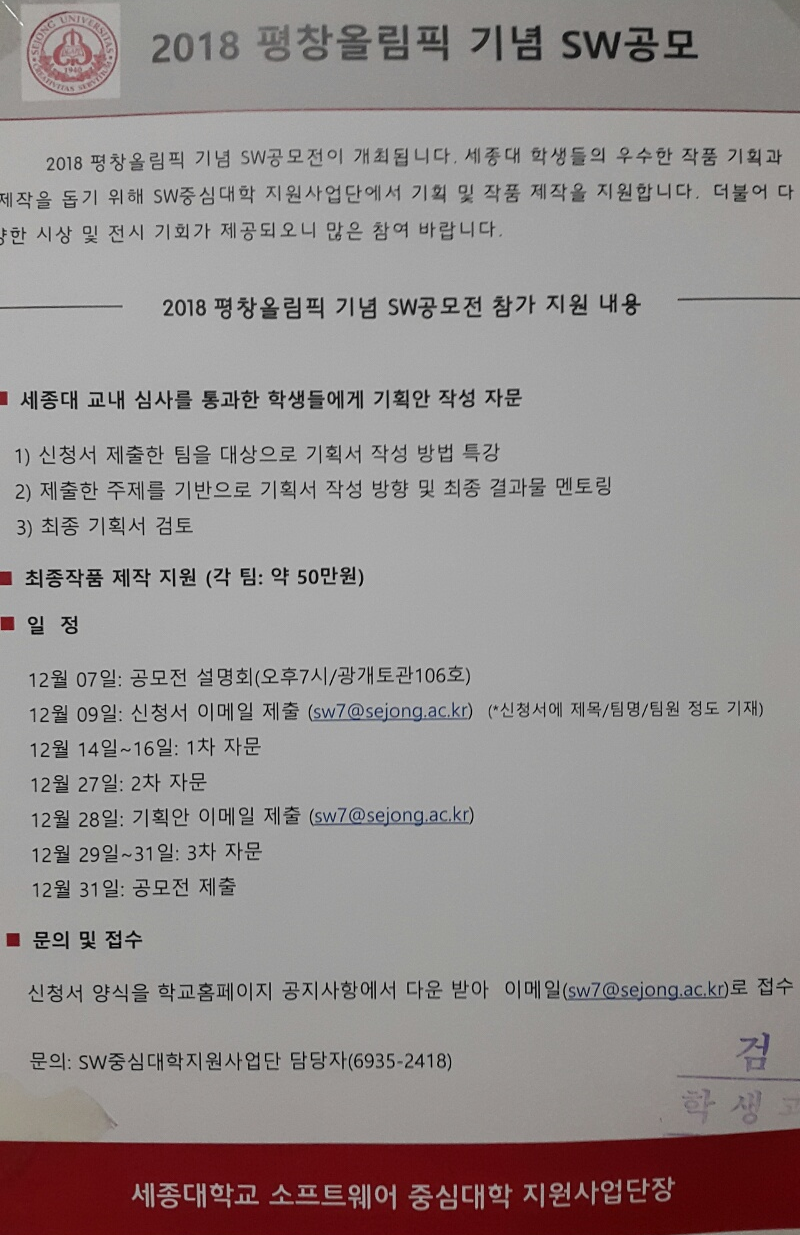 SEJONG UNIVERSITAS
1940
CREATIVITAS SERVITIUM
2018 평창올림픽 기념 SW공모
2018 평창올림픽 기념 SW공모전이 개최됩니다. 세종대 학생들의 우수한 작품 기획과
제작을 돕기 위해 SW중심대학 지원사업단에서 기획 및 작품 제작을 지원합니다. 더불어 다
양한 시상 및 전시 기회가 제공되오니 많은 참여 바랍니다.
2018 평창올림픽 기념 SW공모전 참가 지원 내용
■ 세종대 교내 심사를 통과한 학생들에게 기획안 작성 자문
1) 신청서 제출한 팀을 대상으로 기획서 작성 방법 특강
2) 제출한 주제를 기반으로 기획서 작성 방향 및 최종 결과물 멘토링
3) 최종 기획서 검토
■ 최종작품 제작 지원 (각 팀: 약 50만원)
■ 일 정
12월 07일: 공모전 설명회(오후7시/광개토관106호)
12월 09일: 신청서 이메일 제출 (sw7@sejong.ac.kr) (*신청서에 제목/팀명/팀원 정도 기재)
12월 14일~16일: 1차 자문
12월 27일: 2차 자문
12월 28일: 기획안 이메일 제출 (sw7@sejong.ac.kr)
12월 29일~31일: 3차 자문
12월 31일: 공모전 제출
■ 문의 및 접수
신청서 양식을 학교홈페이지 공지사항에서 다운 받아 이메일(sw7@sejong.ac.kr)로 접수
문의: SW중심대학지원사업단 담당자(6935-2418)
검
학생
세종대학교 소프트웨어 중심대학 지원사업단장